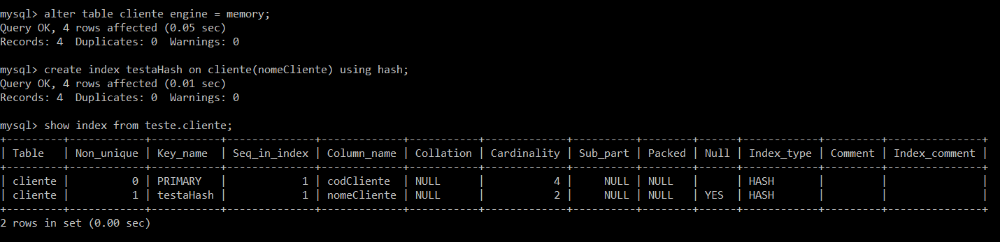 mysql> alter table cliente engine = memory;
Query OK, 4 rows affected (0.05 sec)
Records: 4  Duplicates: 0  Warnings: 0

mysql> create index testaHash on cliente(nomeCliente) using hash;
Query OK, 4 rows affected (0.01 sec)
Records: 4  Duplicates: 0  Warnings: 0

mysql> show index from teste.cliente;
+---------+------------+-----------+--------------+-------------+-----------+-------------+----------+--------+------+------------+---------+---------------+
| Table   | Non_unique | Key_name  | Seq_in_index | Column_name | Collation | Cardinality | Sub_part | Packed | Null | Index_type | Comment | Index_comment |
+---------+------------+-----------+--------------+-------------+-----------+-------------+----------+--------+------+------------+---------+---------------+
| cliente |          0 | PRIMARY   |            1 | codCliente  | NULL      |           4 |     NULL | NULL   |      | HASH       |         |               |
| cliente |          1 | testaHash |            1 | nomeCliente | NULL      |           2 |     NULL | NULL   | YES  | HASH       |         |               |
+---------+------------+-----------+--------------+-------------+-----------+-------------+----------+--------+------+------------+---------+---------------+
2 rows in set (0.00 sec)